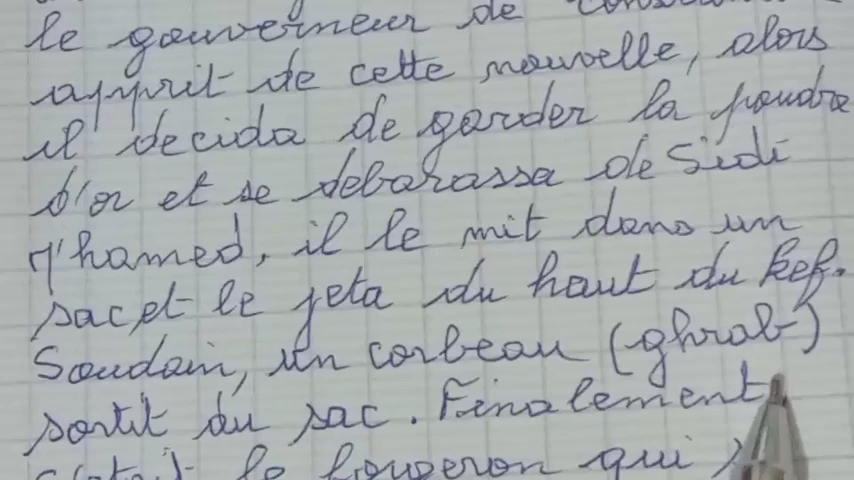 le gouverneur de
apprit de cette nouvelle, alors
il decida de garder la poudre
d'or et se debarassa de Sidi
M'hamed, il le mit dans un
sac et le jeta du haut du kef.
Soudain, un corbeau (ghrab)
sortit du sac. Finalement
le qui